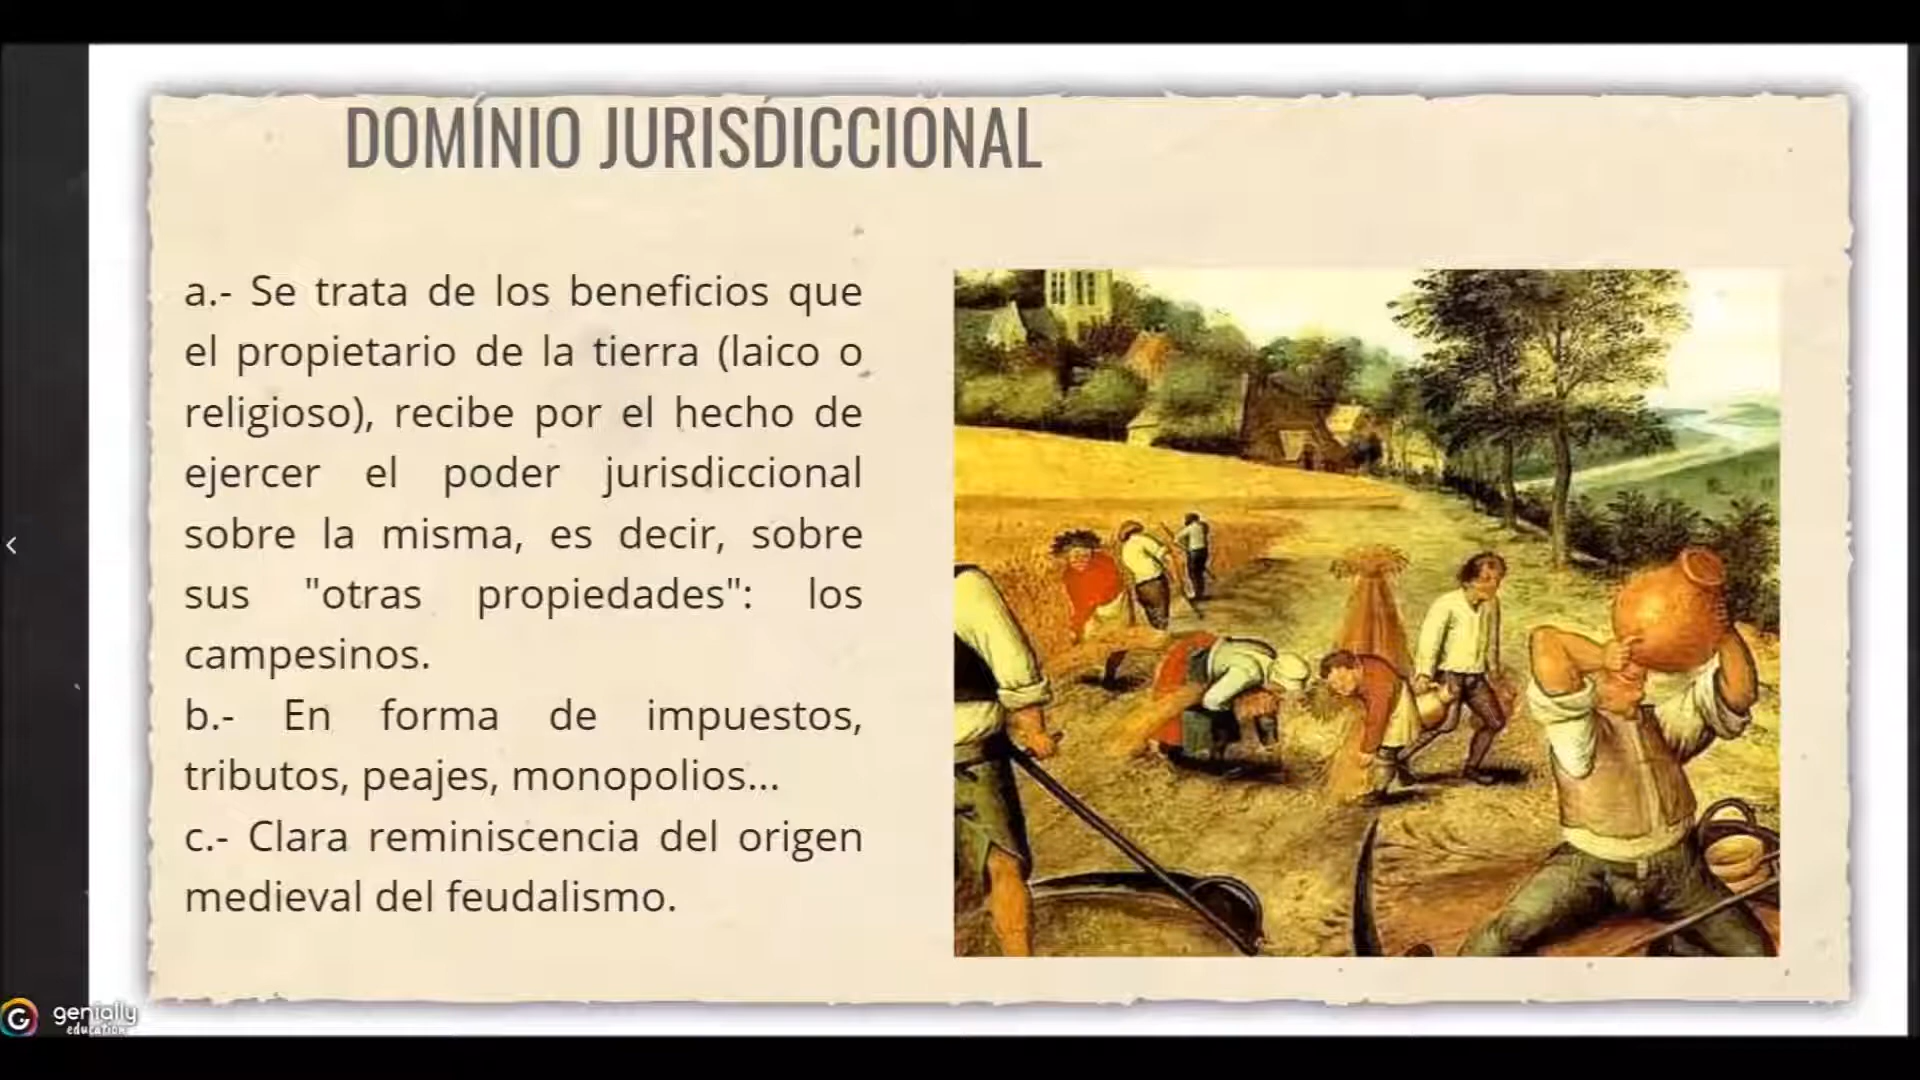 DOMÍNIO JURISDICCIONAL
a.- Se trata de los beneficios que
el propietario de la tierra (laico o
religioso), recibe por el hecho de
ejercer el poder jurisdiccional
sobre la misma, es decir, sobre
sus "otras propiedades": los
campesinos.
b.- En forma de impuestos,
tributos, peajes, monopolios...
c.- Clara reminiscencia del origen
medieval del feudalismo.
genially
education